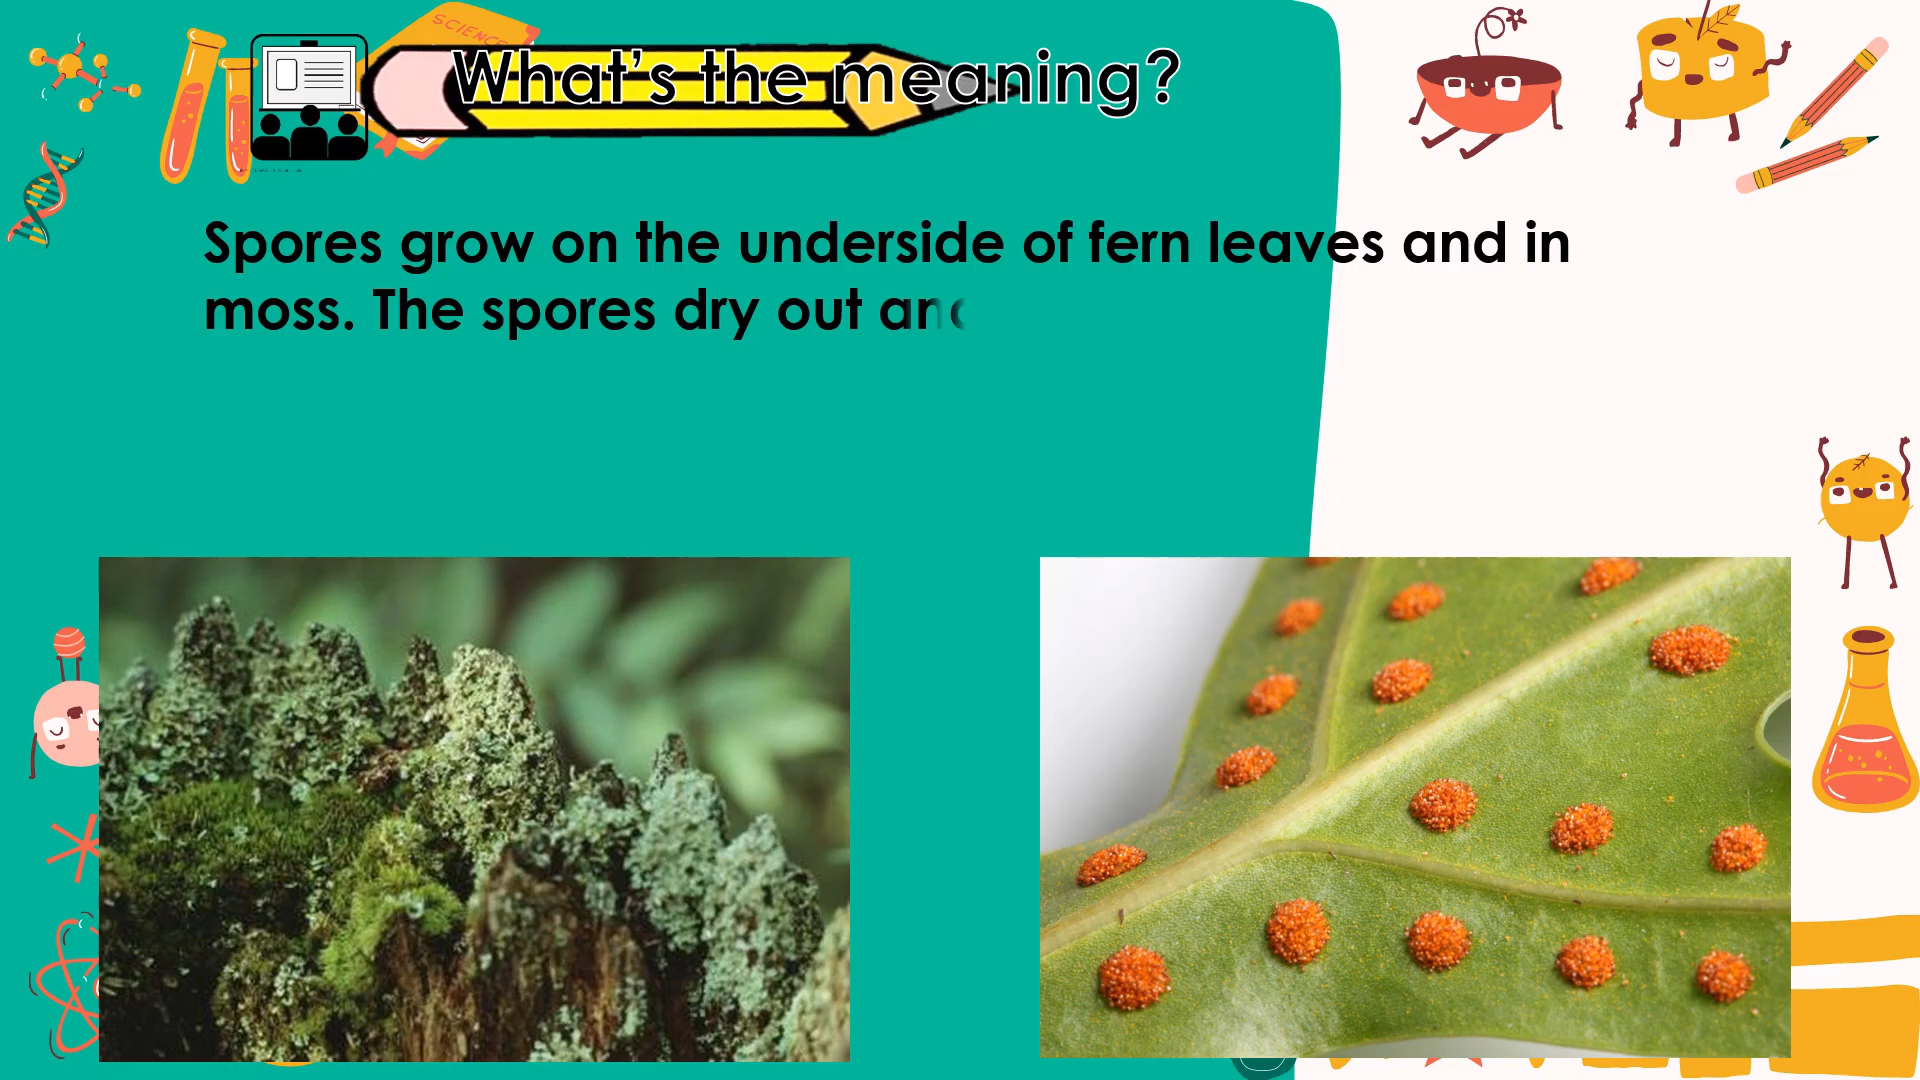 SCIENCE
What's the meaning?
Spores grow on the underside of fern leaves and in
moss. The spores dry out and